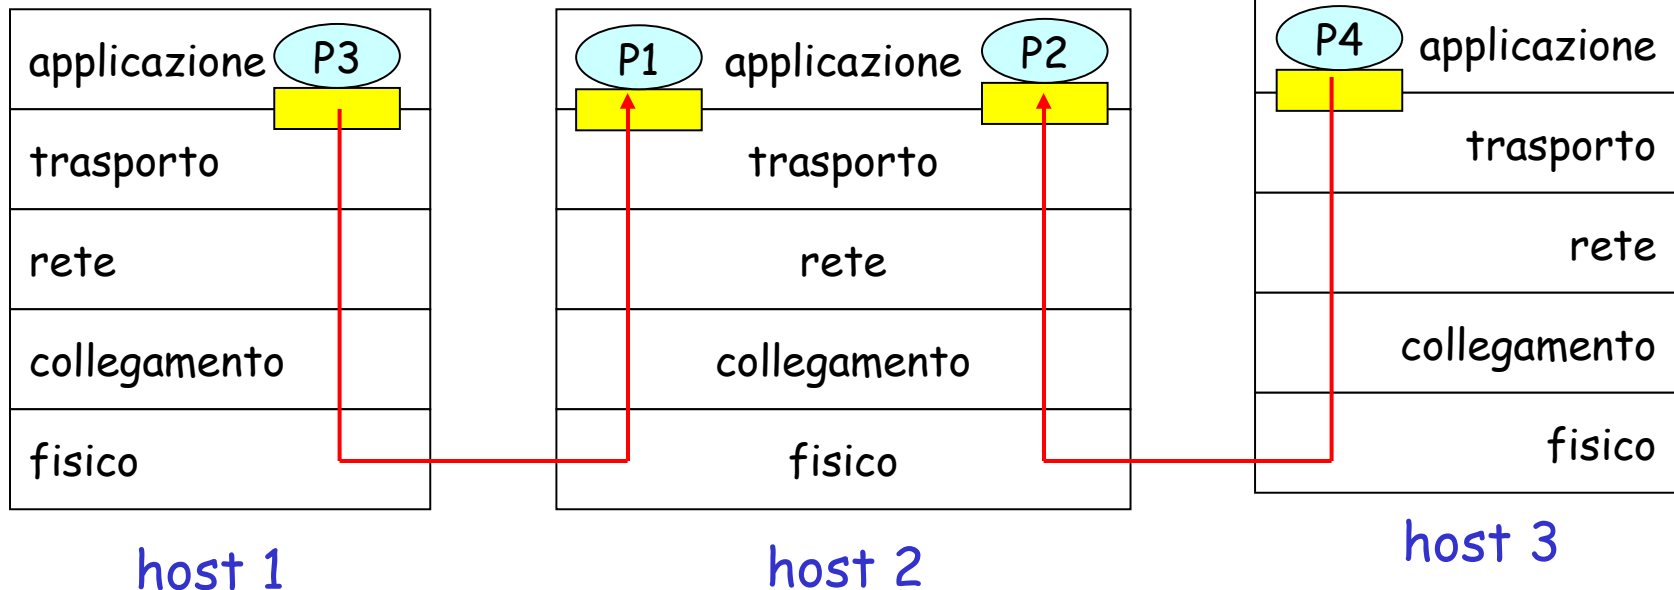 applicazione P3
trasporto
rete
collegamento
fisico
host 1
P1 applicazione P2
trasporto
rete
collegamento
fisico
host 2
P4 applicazione
trasporto
rete
collegamento
fisico
host 3